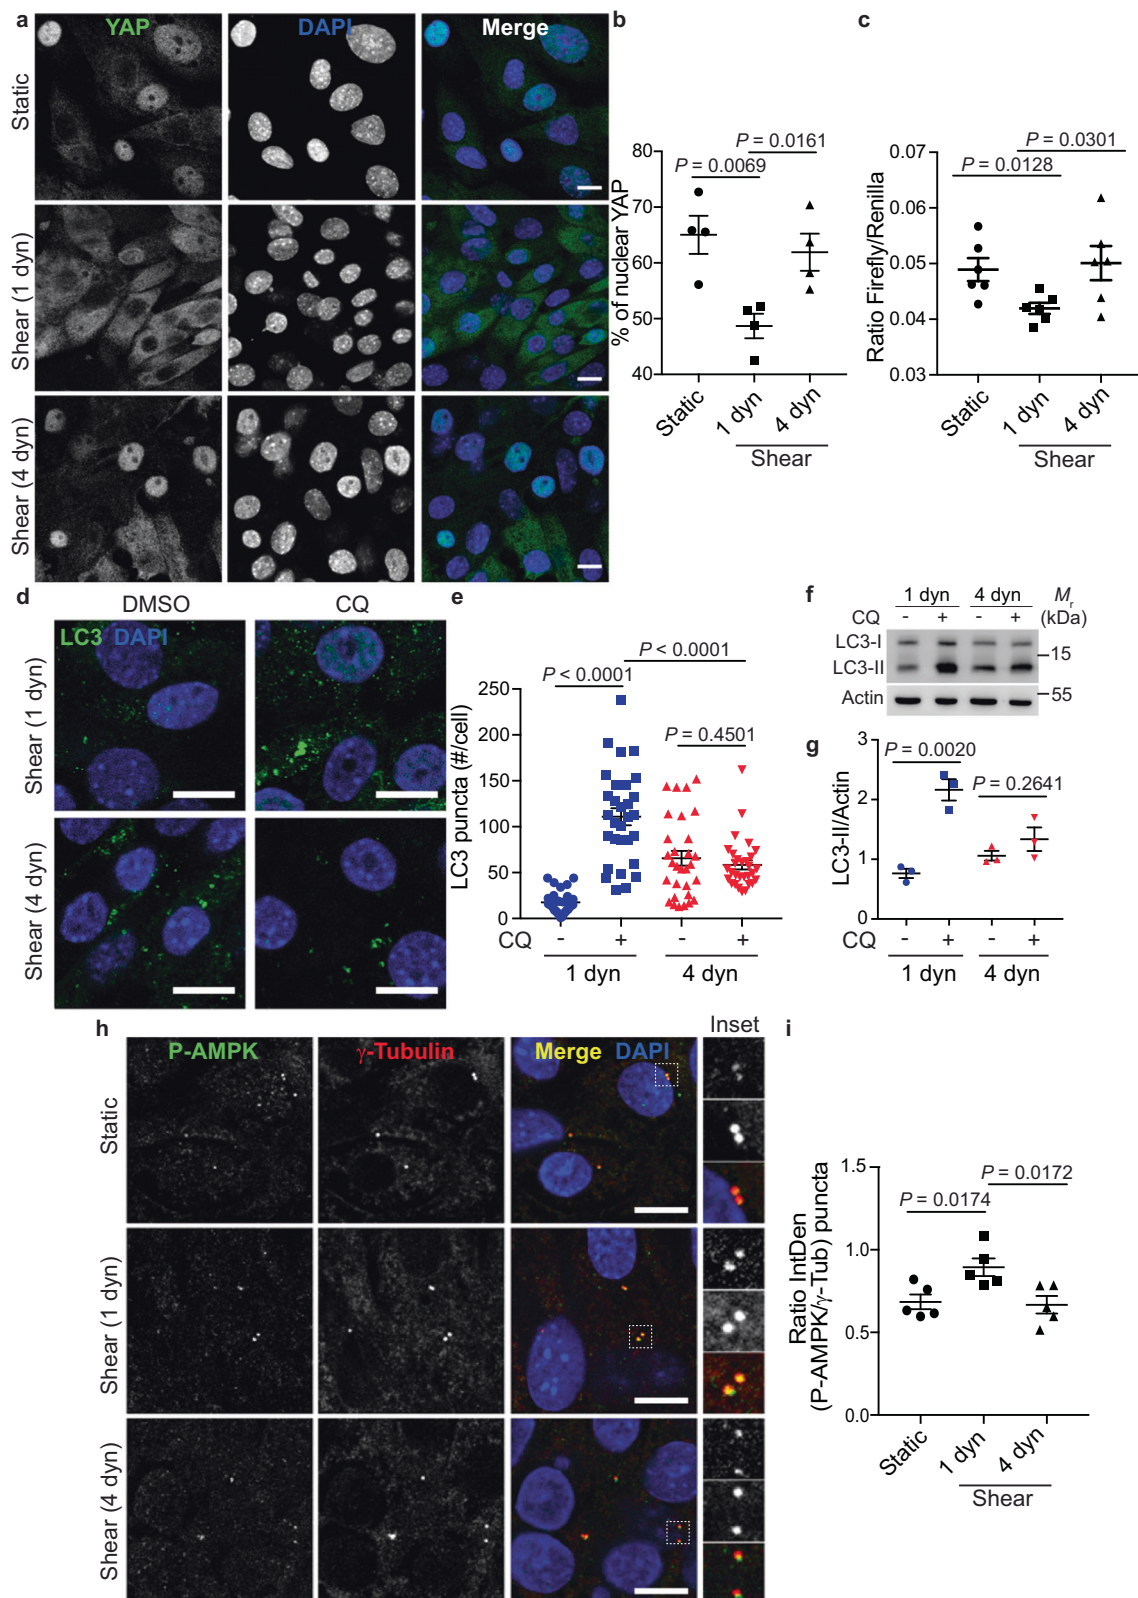 a
YAP
DAPI
Merge
Static
Shear (1 dyn)
Shear (4 dyn)
b
P = 0.0161
P = 0.0069
% of nuclear YAP
80
70
60
50
40
Static
1 dyn
4 dyn
Shear
c
P = 0.0301
P = 0.0128
Ratio Firefly/Renilla
0.07
0.06
0.05
0.04
0.03
Static
1 dyn
4 dyn
Shear
d
DMSO
CQ
LC3 DAPI
Shear (1 dyn)
Shear (4 dyn)
e
P < 0.0001
P < 0.0001
P = 0.4501
LC3 puncta (#/cell)
250
200
150
100
50
0
CQ - + - +
1 dyn 4 dyn
f
1 dyn 4 dyn Mr
CQ - + - + (kDa)
LC3-I
15
LC3-II
Actin
55
g
P = 0.0020
P = 0.2641
LC3-II/Actin
3
2
1
0
CQ - + - +
1 dyn 4 dyn
h
P-AMPK
γ-Tubulin
Merge DAPI
Inset
Static
Shear (1 dyn)
Shear (4 dyn)
i
P = 0.0172
P = 0.0174
Ratio IntDen
(P-AMPK/γ-Tub) puncta
1.5
1.0
0.5
0.0
Static
1 dyn
4 dyn
Shear